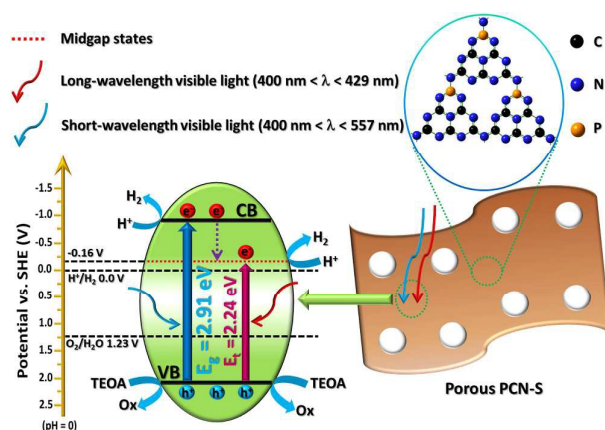 Midgap states
Long-wavelength visible light (400 nm < λ < 429 nm)
Short-wavelength visible light (400 nm < λ < 557 nm)
C
N
P
Potential vs. SHE (V)
-1.5
-1.0
-0.5
0.0
0.5
1.0
1.5
2.0
2.5
(pH = 0)
-0.16 V
H⁺/H₂ 0.0 V
O₂/H₂O 1.23 V
H₂
H⁺
e⁻
e⁻
CB
e⁻
H₂
H⁺
Eg = 2.91 eV
Et = 2.24 eV
VB
TEOA
Ox
h⁺
h⁺
h⁺
TEOA
Ox
Porous PCN-S